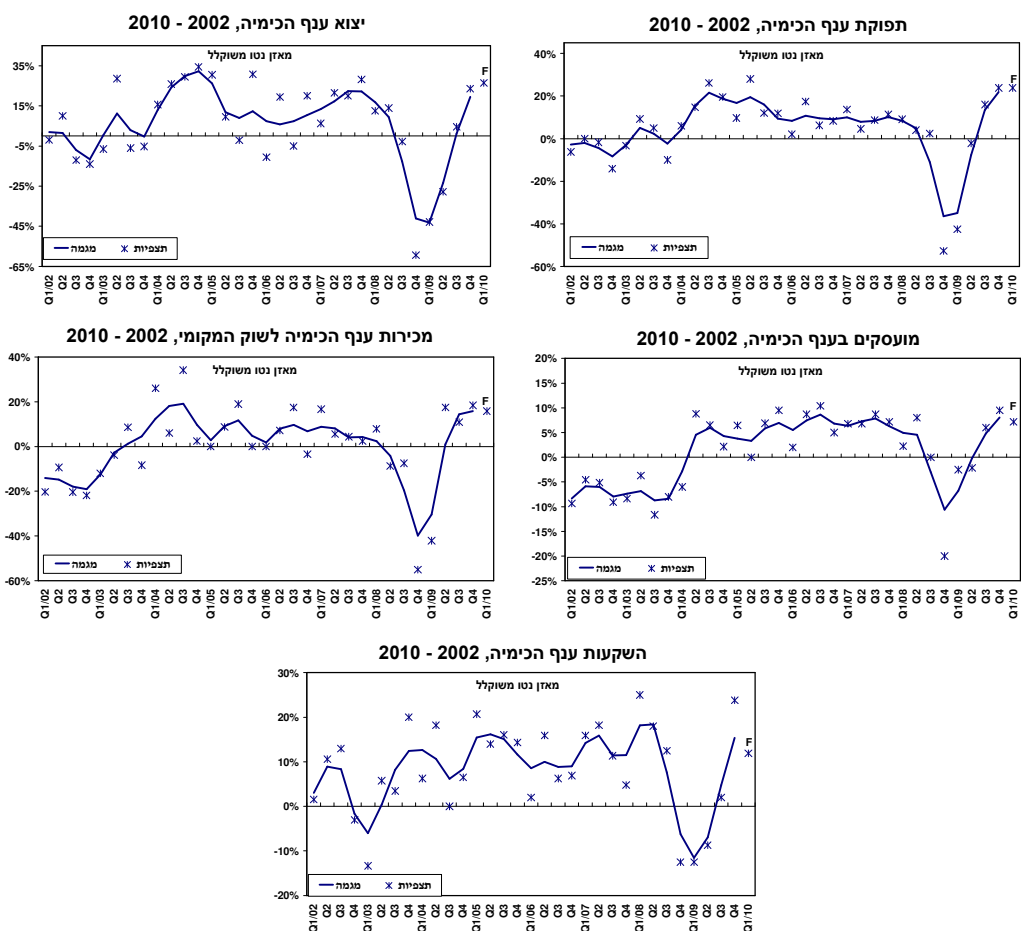 תפוקת ענף הכימיה, 2002 - 2010
מאזן נטו משוקלל
40%
20%
0%
-20%
-40%
-60%
F
תצפיות מגמה
Q1/02 Q2 Q3 Q4 Q1/03 Q2 Q3 Q4 Q1/04 Q2 Q3 Q4 Q1/05 Q2 Q3 Q4 Q1/06 Q2 Q3 Q4 Q1/07 Q2 Q3 Q4 Q1/08 Q2 Q3 Q4 Q1/09 Q2 Q3 Q4 Q1/10
יצוא ענף הכימיה, 2002 - 2010
מאזן נטו משוקלל
35%
15%
-5%
-25%
-45%
-65%
F
תצפיות מגמה
Q1/02 Q2 Q3 Q4 Q1/03 Q2 Q3 Q4 Q1/04 Q2 Q3 Q4 Q1/05 Q2 Q3 Q4 Q1/06 Q2 Q3 Q4 Q1/07 Q2 Q3 Q4 Q1/08 Q2 Q3 Q4 Q1/09 Q2 Q3 Q4 Q1/10
מועסקים בענף הכימיה, 2002 - 2010
מאזן נטו משוקלל
20%
15%
10%
5%
0%
-5%
-10%
-15%
-20%
-25%
F
תצפיות מגמה
Q1/02 Q2 Q3 Q4 Q1/03 Q2 Q3 Q4 Q1/04 Q2 Q3 Q4 Q1/05 Q2 Q3 Q4 Q1/06 Q2 Q3 Q4 Q1/07 Q2 Q3 Q4 Q1/08 Q2 Q3 Q4 Q1/09 Q2 Q3 Q4 Q1/10
מכירות ענף הכימיה לשוק המקומי, 2002 - 2010
מאזן נטו משוקלל
40%
20%
0%
-20%
-40%
-60%
F
תצפיות מגמה
Q1/02 Q2 Q3 Q4 Q1/03 Q2 Q3 Q4 Q1/04 Q2 Q3 Q4 Q1/05 Q2 Q3 Q4 Q1/06 Q2 Q3 Q4 Q1/07 Q2 Q3 Q4 Q1/08 Q2 Q3 Q4 Q1/09 Q2 Q3 Q4 Q1/10
השקעות ענף הכימיה, 2002 - 2010
מאזן נטו משוקלל
30%
20%
10%
0%
-10%
-20%
F
תצפיות מגמה
Q1/02 Q2 Q3 Q4 Q1/03 Q2 Q3 Q4 Q1/04 Q2 Q3 Q4 Q1/05 Q2 Q3 Q4 Q1/06 Q2 Q3 Q4 Q1/07 Q2 Q3 Q4 Q1/08 Q2 Q3 Q4 Q1/09 Q2 Q3 Q4 Q1/10